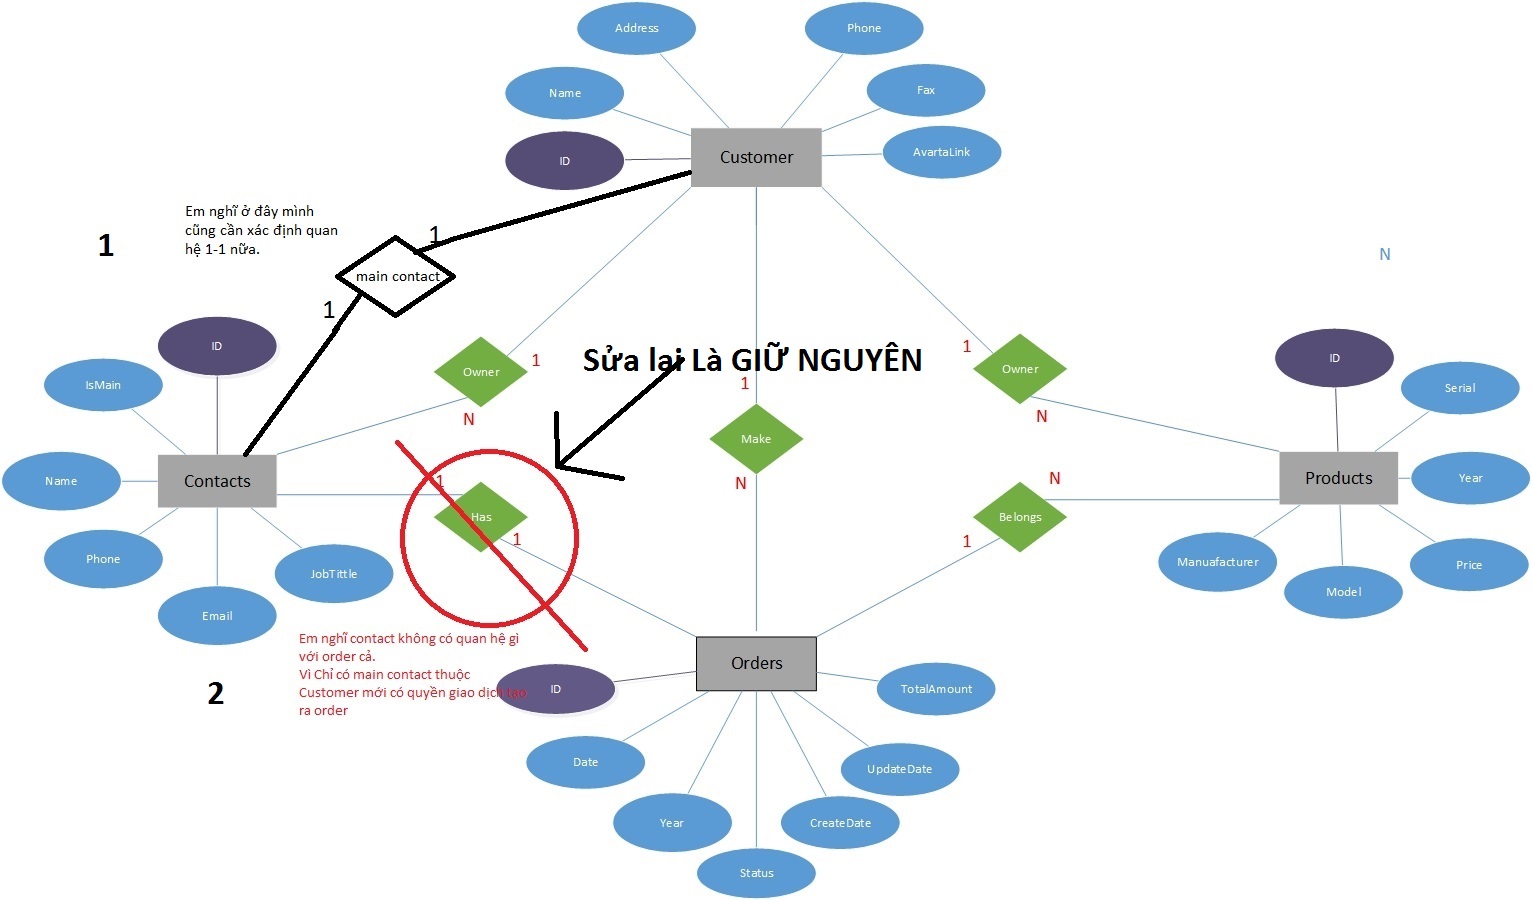 Address
Phone
Name
Fax
ID
Customer
AvartaLink
Em nghĩ ở đây mình
cũng cần xác định quan
hệ 1-1 nữa.
1
1
main contact
1
N
ID
IsMain
Owner
1
N
Sửa lại Là GIỮ NGUYÊN
1
Make
N
1
Owner
N
ID
Serial
Contacts
Name
Phone
Email
JobTittle
1
Has
1
N
Belongs
1
Products
Year
Manuafacturer
Model
Price
Em nghĩ contact không có quan hệ gì
với order cả.
Vì Chỉ có main contact thuộc
Customer mới có quyền giao dịch tạo
ra order
2
Orders
ID
TotalAmount
Date
UpdateDate
Year
CreateDate
Status